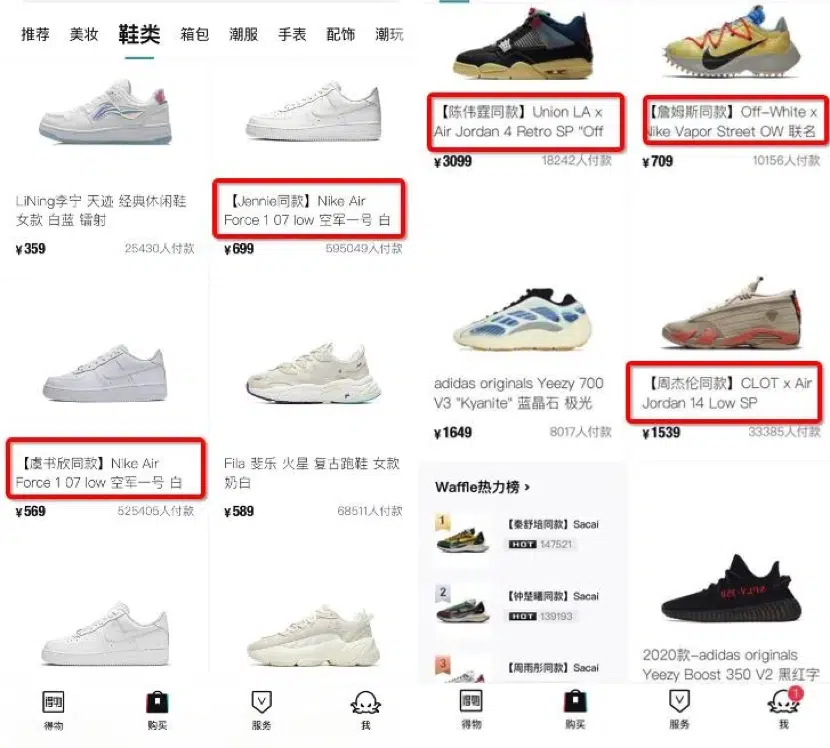 推荐 美妆 鞋类 箱包 潮服 手表 配饰 潮玩
LiNing李宁 天迹 经典休闲鞋
女款 白蓝 镭射
¥359 25430人付款
【Jennie同款】Nike Air
Force 1 07 low 空军一号 白
¥699 595049人付款
【虞书欣同款】Nike Air
Force 1 07 low 空军一号 白
¥569 525405人付款
Fila 斐乐 火星 复古跑鞋 女款
奶白
¥589 68511人付款
得物
得物 购买 服务 我
【陈伟霆同款】Union LA x
Air Jordan 4 Retro SP "Off
¥3099 18242人付款
【詹姆斯同款】Off-White x
Nike Vapor Street OW 联名
¥709 10156人付款
adidas originals Yeezy 700
V3 "Kyanite" 蓝晶石 极光
¥1649 8017人付款
【周杰伦同款】CLOT x Air
Jordan 14 Low SP
¥1539 33385人付款
Waffle热力榜 ›
1
【秦舒培同款】Sacai
HOT 147521
2
【钟楚曦同款】Sacai
HOT 139193
3
【周雨彤同款】Sacai
2020款-adidas originals
Yeezy Boost 350 V2 黑红字
得物
1
得物 购买 服务 我